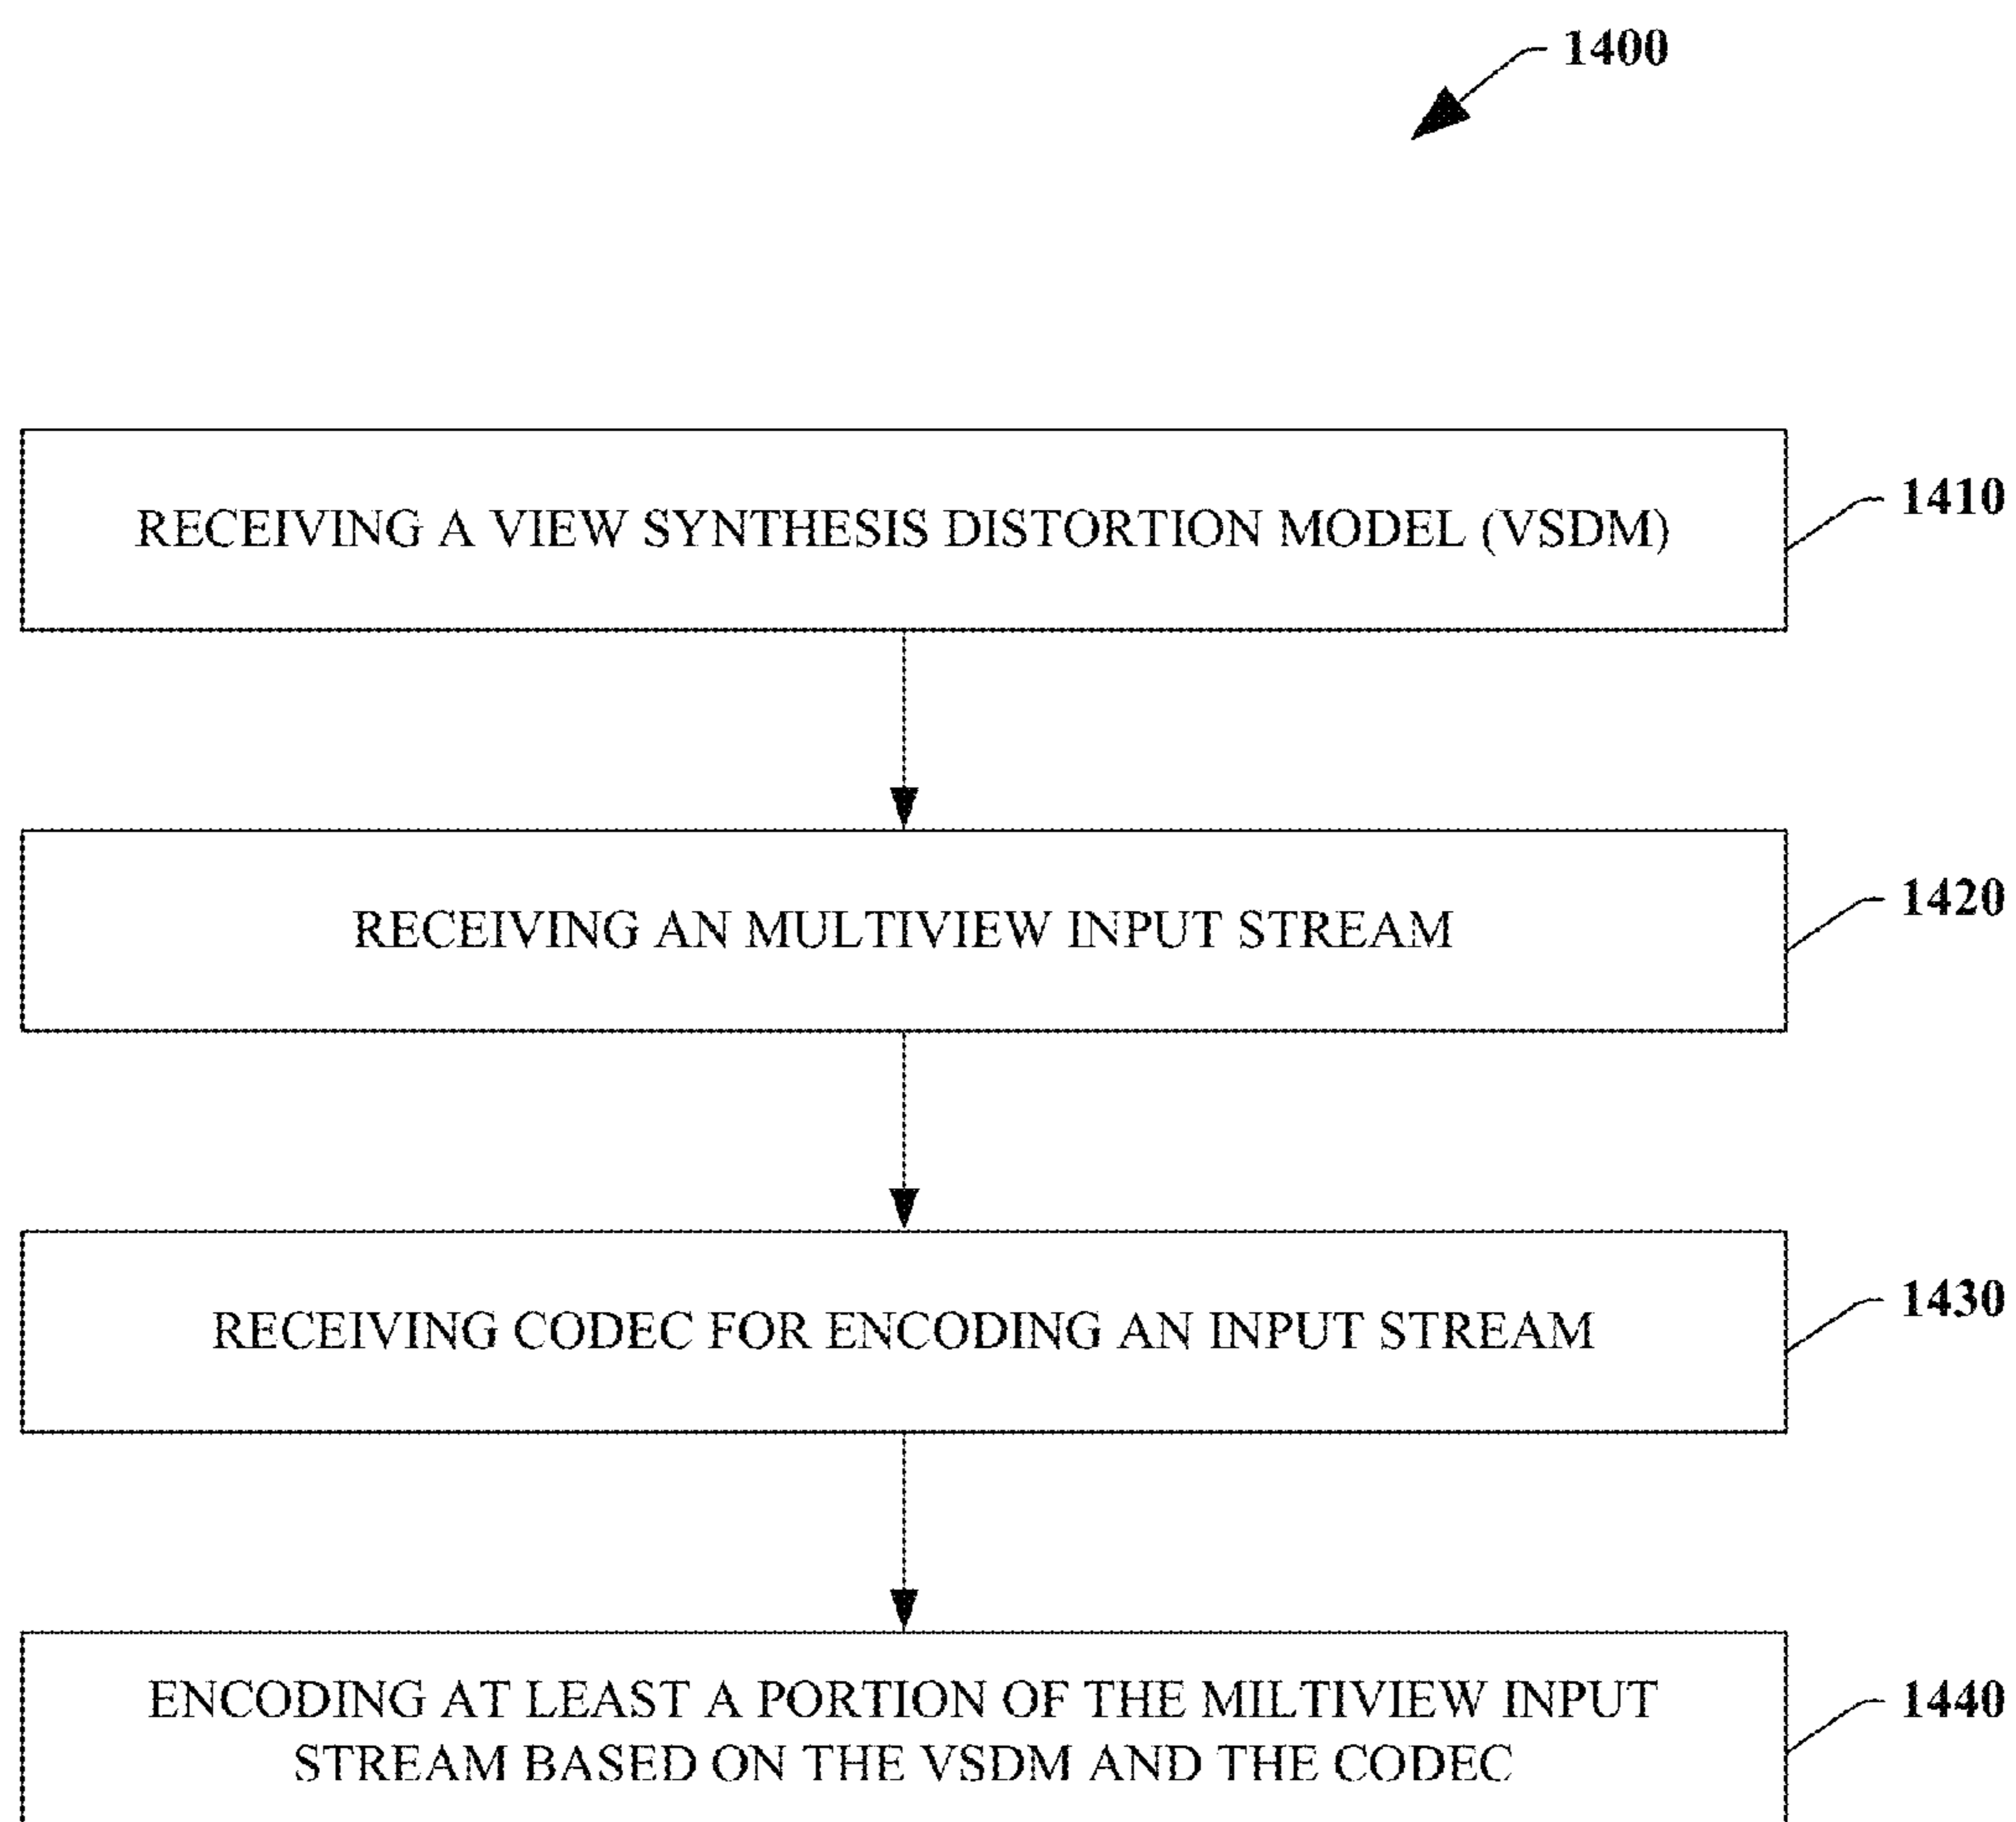 1400
RECEIVING A VIEW SYNTHESIS DISTORTION MODEL (VSDM)
1410
RECEIVING AN MULTIVIEW INPUT STREAM
1420
RECEIVING CODEC FOR ENCODING AN INPUT STREAM
1430
ENCODING AT LEAST A PORTION OF THE MILTIVIEW INPUT
STREAM BASED ON THE VSDM AND THE CODEC
1440